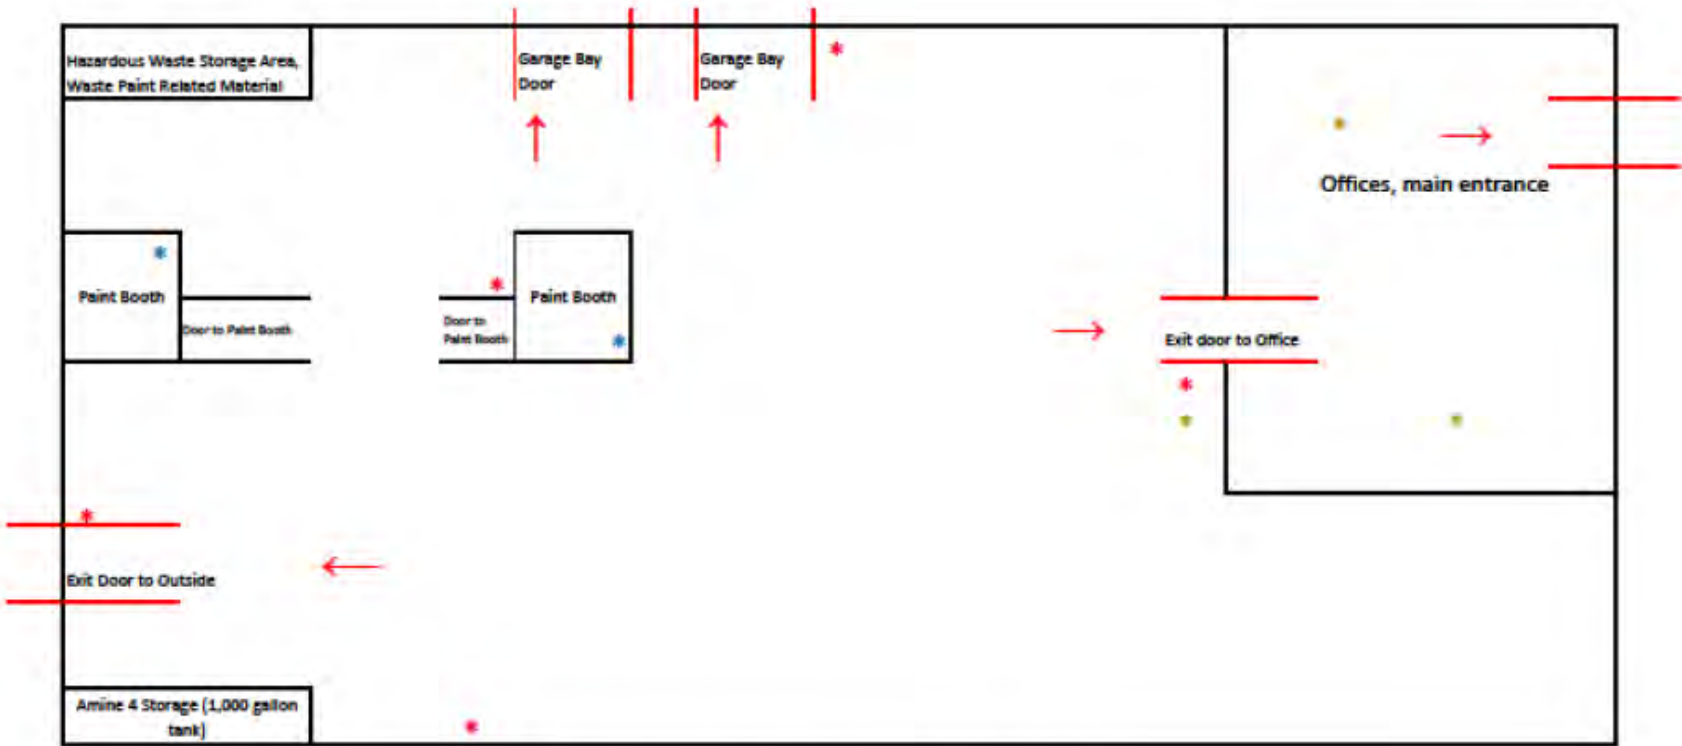 Hazardous Waste Storage Area,
Waste Paint Related Material
Garage Bay
Door
Garage Bay
Door
Offices, main entrance
Paint Booth
Door to Paint Booth
Door to
Paint Booth
Paint Booth
Exit door to Office
Exit Door to Outside
Amine 4 Storage (1,000 gallon
tank)